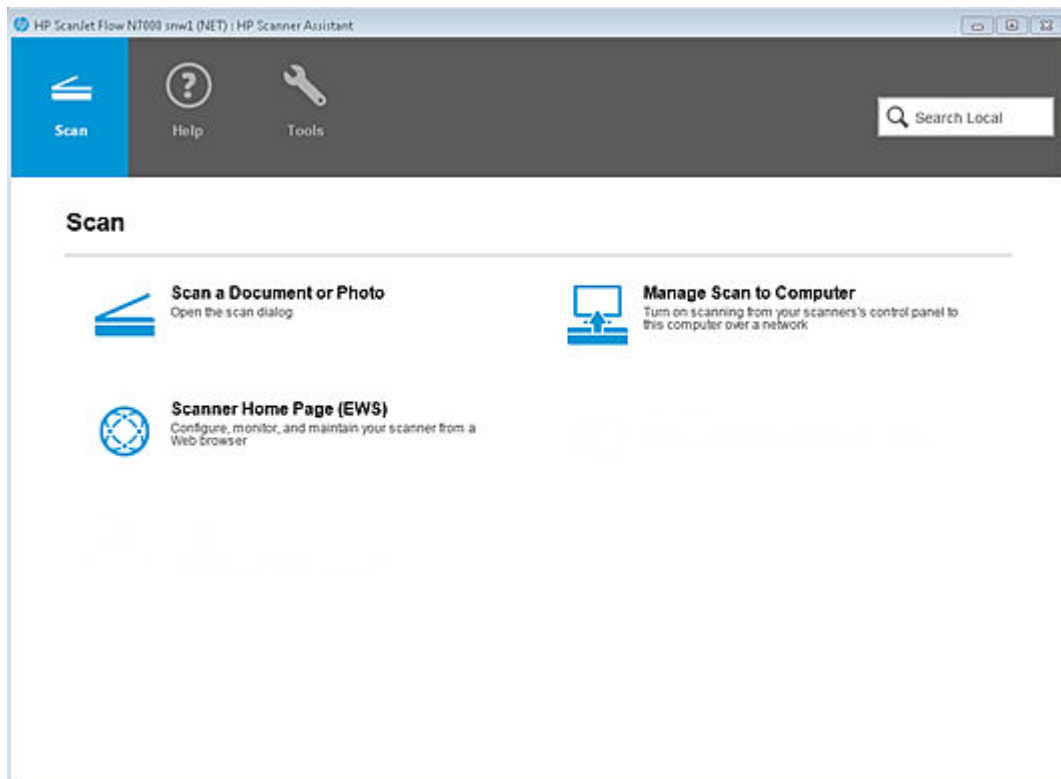 HP ScanJet Flow N7000 snw1 (NET) : HP Scanner Assistant
Scan
Help
Tools
Search Local
Scan
Scan a Document or Photo
Open the scan dialog
Manage Scan to Computer
Turn on scanning from your scanners's control panel to
this computer over a network
Scanner Home Page (EWS)
Configure, monitor, and maintain your scanner from a
Web browser